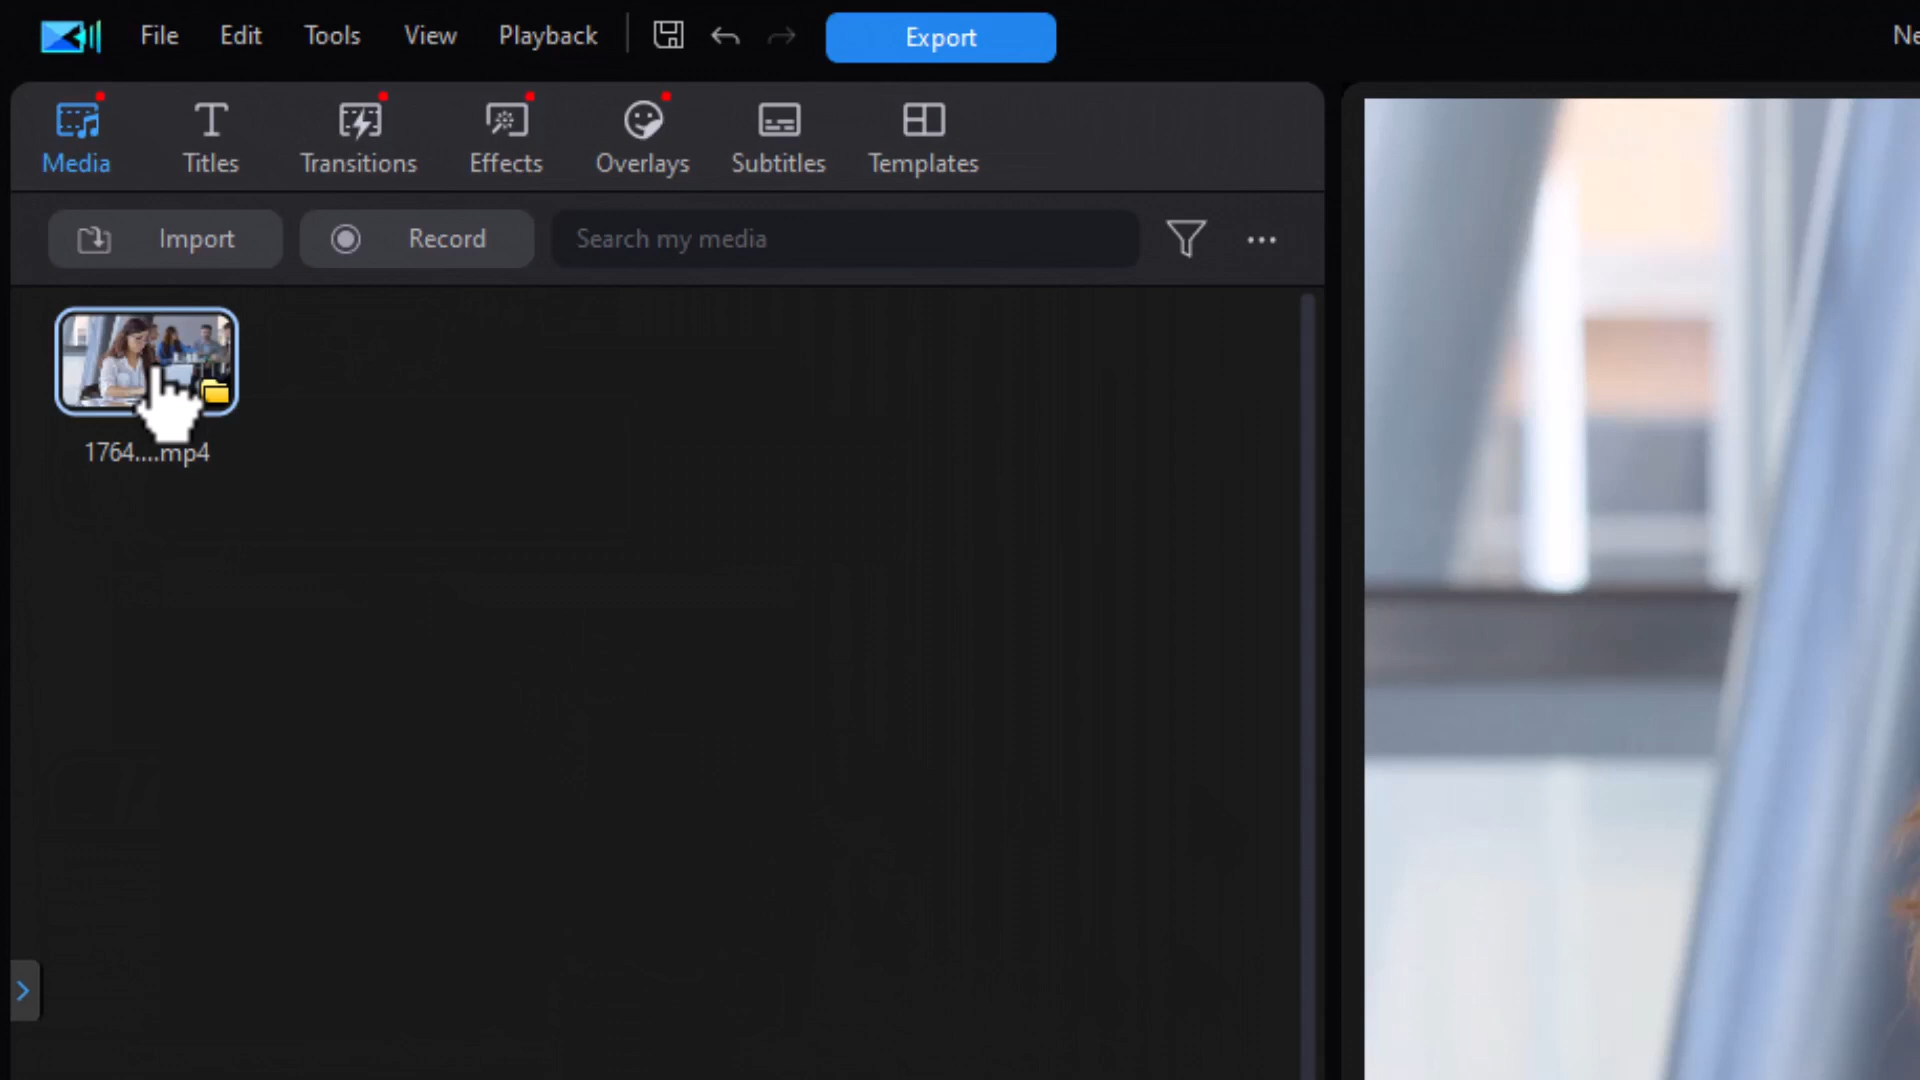 File Edit Tools View Playback Export
Media Titles Transitions Effects Overlays Subtitles Templates
Import Record Search my media
1764....mp4